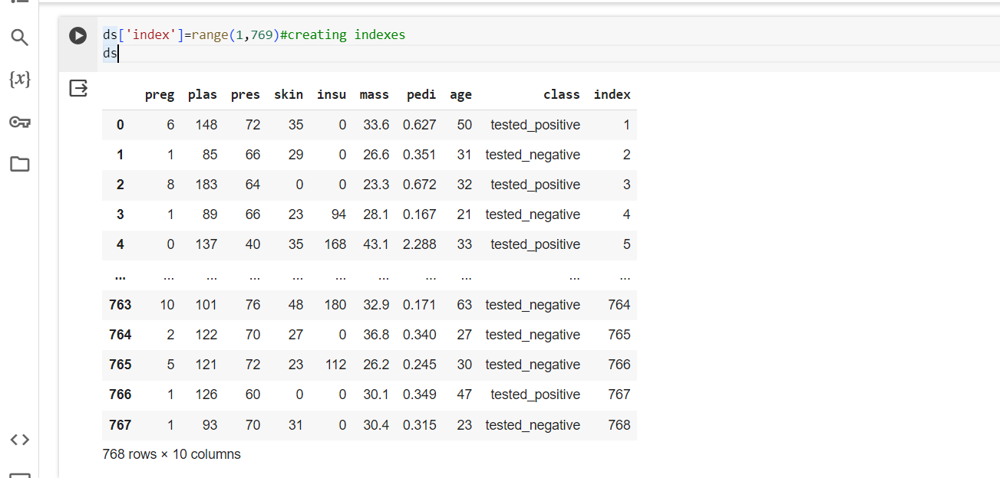 ds['index']=range(1,769)#creating indexes
ds
{x}
preg plas pres skin insu mass pedi age class index
0 6 148 72 35 0 33.6 0.627 50 tested_positive 1
1 1 85 66 29 0 26.6 0.351 31 tested_negative 2
2 8 183 64 0 0 23.3 0.672 32 tested_positive 3
3 1 89 66 23 94 28.1 0.167 21 tested_negative 4
4 0 137 40 35 168 43.1 2.288 33 tested_positive 5
... ... ... ... ... ... ... ... ... ... ...
763 10 101 76 48 180 32.9 0.171 63 tested_negative 764
764 2 122 70 27 0 36.8 0.340 27 tested_negative 765
765 5 121 72 23 112 26.2 0.245 30 tested_negative 766
766 1 126 60 0 0 30.1 0.349 47 tested_positive 767
767 1 93 70 31 0 30.4 0.315 23 tested_negative 768
768 rows × 10 columns